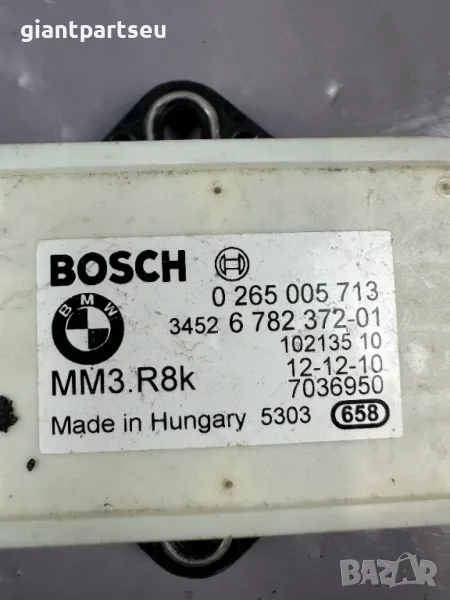 giantpartseu
BOSCH
0 265 005 713
BMW
3452 6 782 372-01
102135 10
MM3.R8k
12-12-10
7036950
Made in Hungary 5303 658
BAZAR